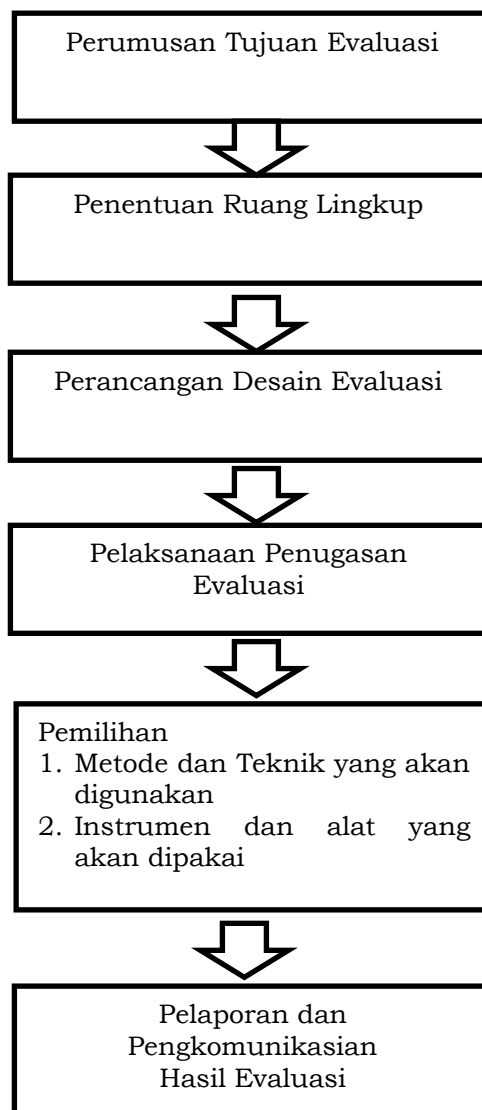 Perumusan Tujuan Evaluasi
Penentuan Ruang Lingkup
Perancangan Desain Evaluasi
Pelaksanaan Penugasan
Evaluasi
Pemilihan
1. Metode dan Teknik yang akan
digunakan
2. Instrumen dan alat yang
akan dipakai
Pelaporan dan
Pengkomunikasian
Hasil Evaluasi